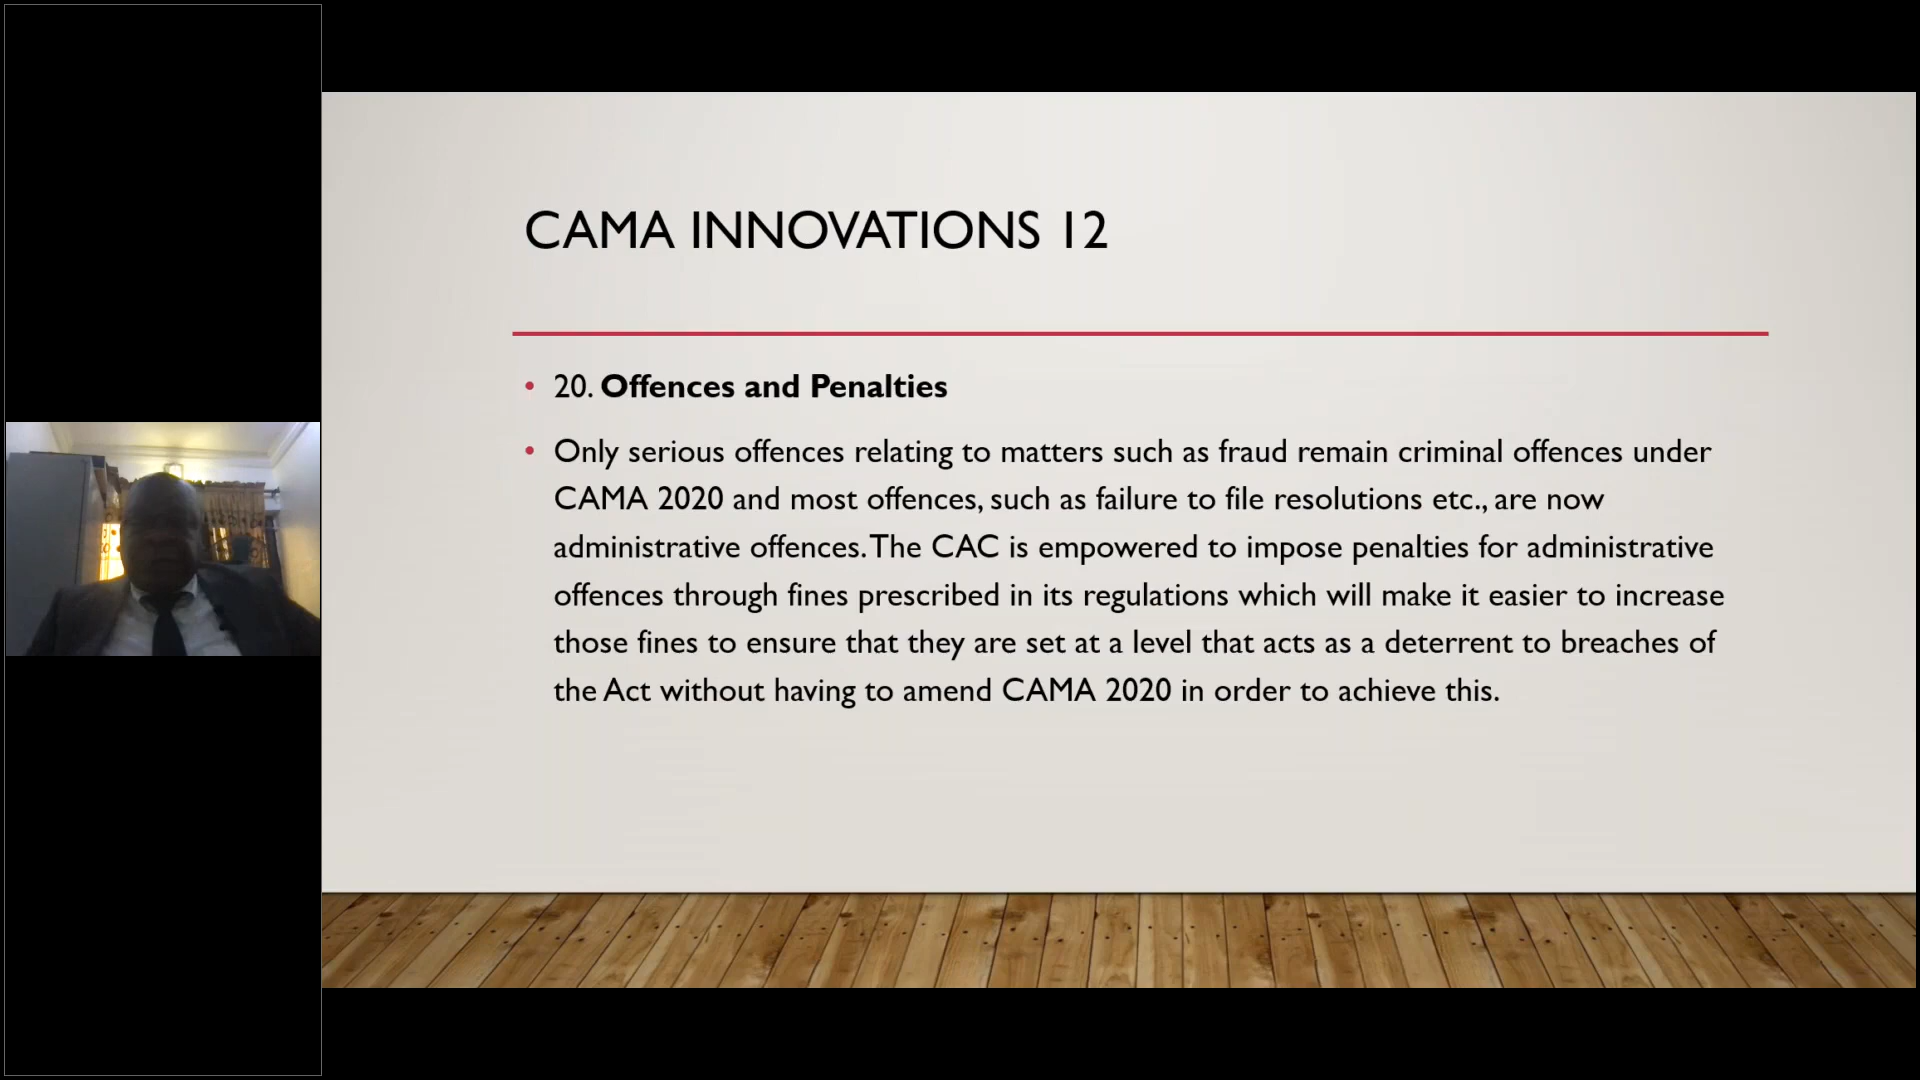 CAMA INNOVATIONS 12
• 20. Offences and Penalties
• Only serious offences relating to matters such as fraud remain criminal offences under
CAMA 2020 and most offences, such as failure to file resolutions etc., are now
administrative offences. The CAC is empowered to impose penalties for administrative
offences through fines prescribed in its regulations which will make it easier to increase
those fines to ensure that they are set at a level that acts as a deterrent to breaches of
the Act without having to amend CAMA 2020 in order to achieve this.